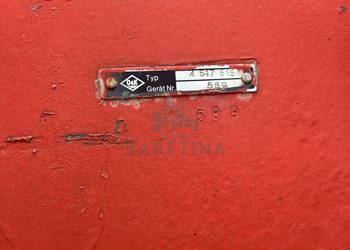 O&K
Typ 4 547 615
Gerät Nr. 589
589
BARETINA